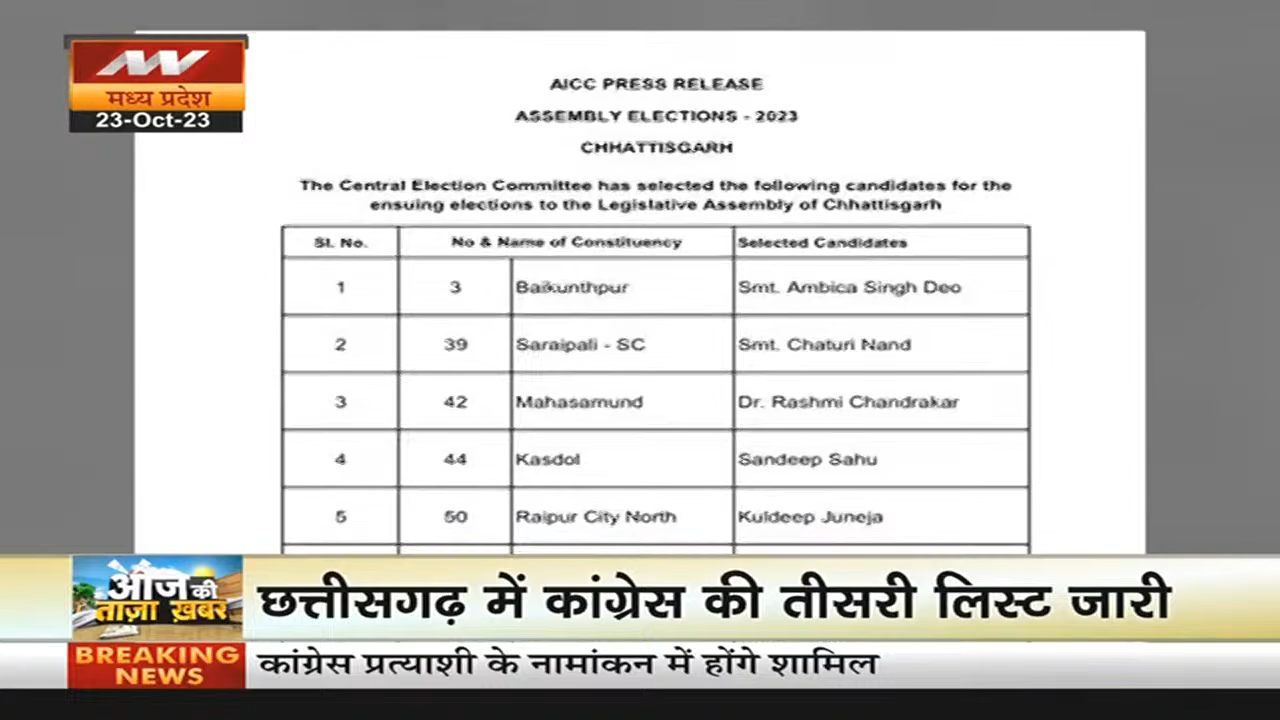 NW
मध्य प्रदेश
23-Oct-23
AICC PRESS RELEASE
ASSEMBLY ELECTIONS - 2023
CHHATTISGARH
The Central Election Committee has selected the following candidates for the
ensuing elections to the Legislative Assembly of Chhattisgarh
Sl. No. No & Name of Constituency Selected Candidates
1 3 Baikunthpur Smt. Ambica Singh Deo
2 39 Saraipali - SC Smt. Chaturi Nand
3 42 Mahasamund Dr. Rashmi Chandrakar
4 44 Kasdol Sandeep Sahu
5 50 Raipur City North Kuldeep Juneja
आज की
ताज़ा ख़बर
छत्तीसगढ़ में कांग्रेस की तीसरी लिस्ट जारी
BREAKING
NEWS
कांग्रेस प्रत्याशी के नामांकन में होंगे शामिल